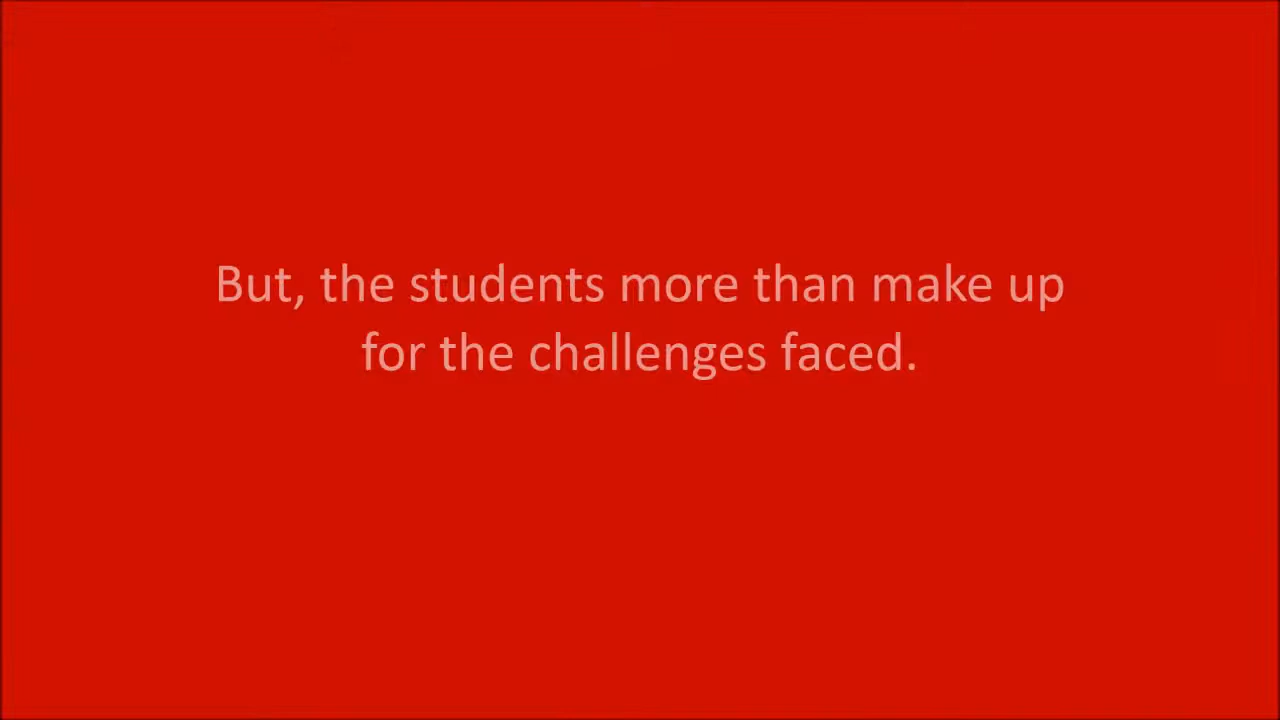 But, the students more than make up
for the challenges faced.